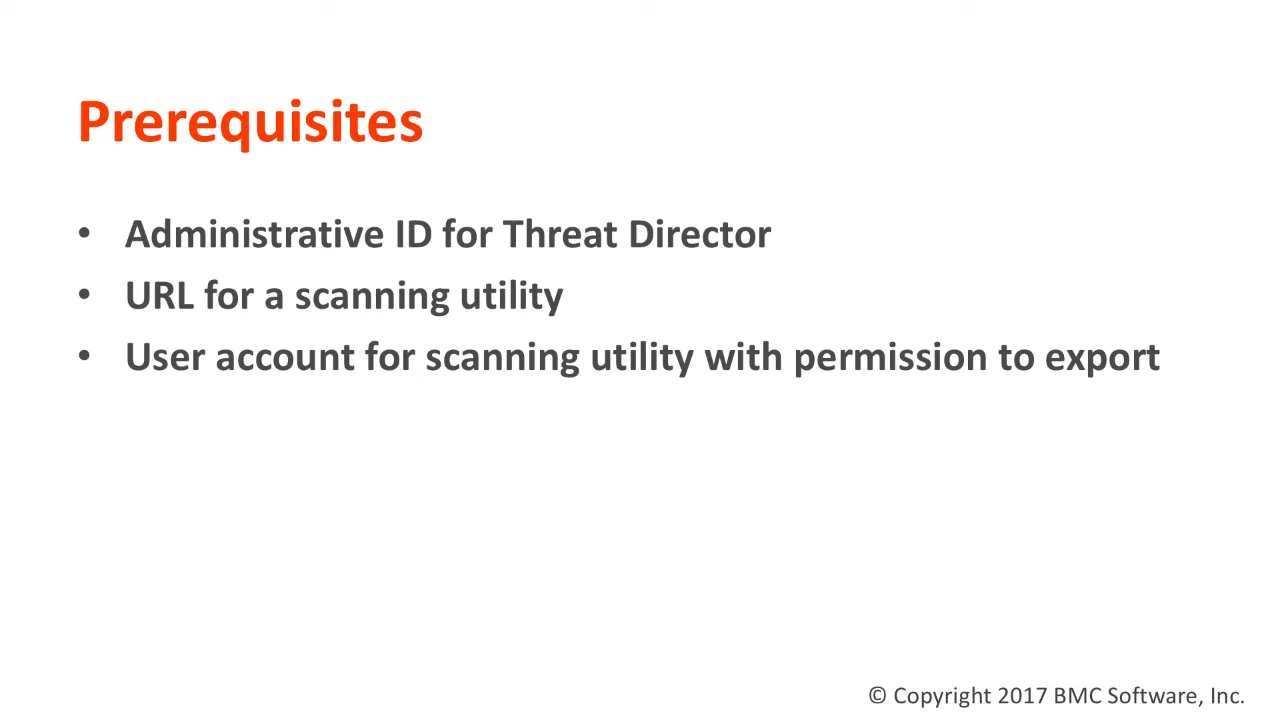 Prerequisites
• Administrative ID for Threat Director
• URL for a scanning utility
• User account for scanning utility with permission to export
© Copyright 2017 BMC Software, Inc.